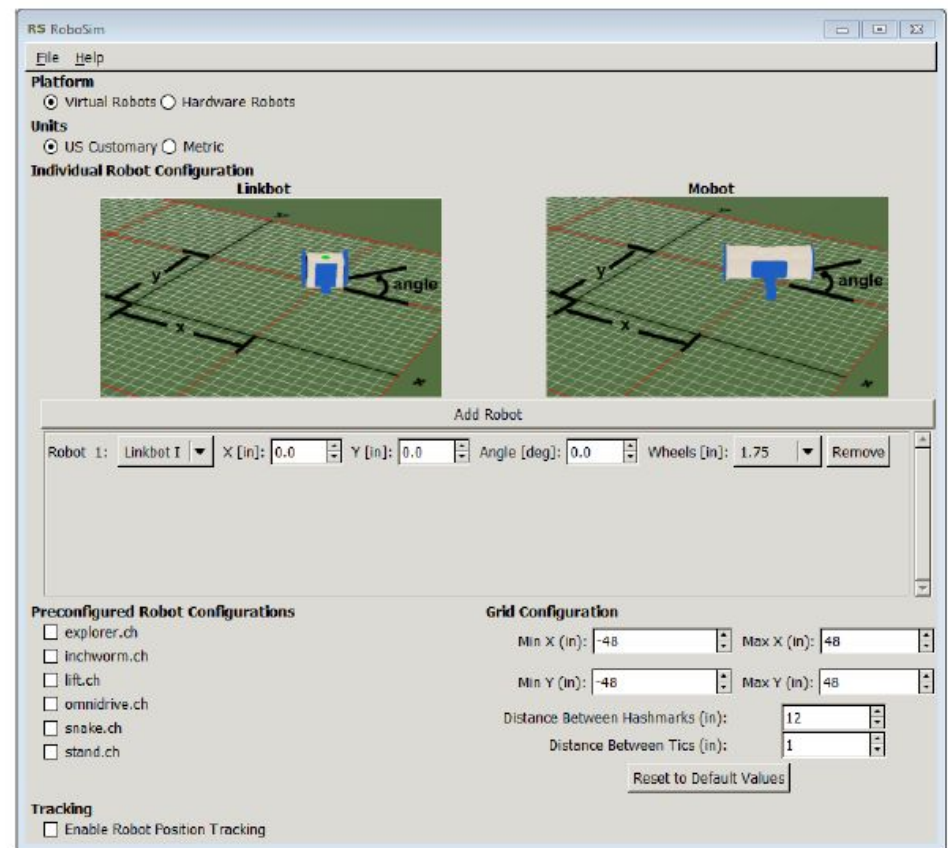 RS RoboSim
File Help
Platform
Virtual Robots Hardware Robots
Units
US Customary Metric
Individual Robot Configuration
Linkbot Mobot
y x angle x
y x angle x
Add Robot
Robot 1: Linkbot I X [in]: 0.0 Y [in]: 0.0 Angle [deg]: 0.0 Wheels [in]: 1.75 Remove
Preconfigured Robot Configurations Grid Configuration
explorer.ch
Min X (in): -48 Max X (in): 48
inchworm.ch
lift.ch
Min Y (in): -48 Max Y (in): 48
omnidrive.ch
Distance Between Hashmarks (in): 12
snake.ch
Distance Between Tics (in): 1
stand.ch
Reset to Default Values
Tracking
Enable Robot Position Tracking